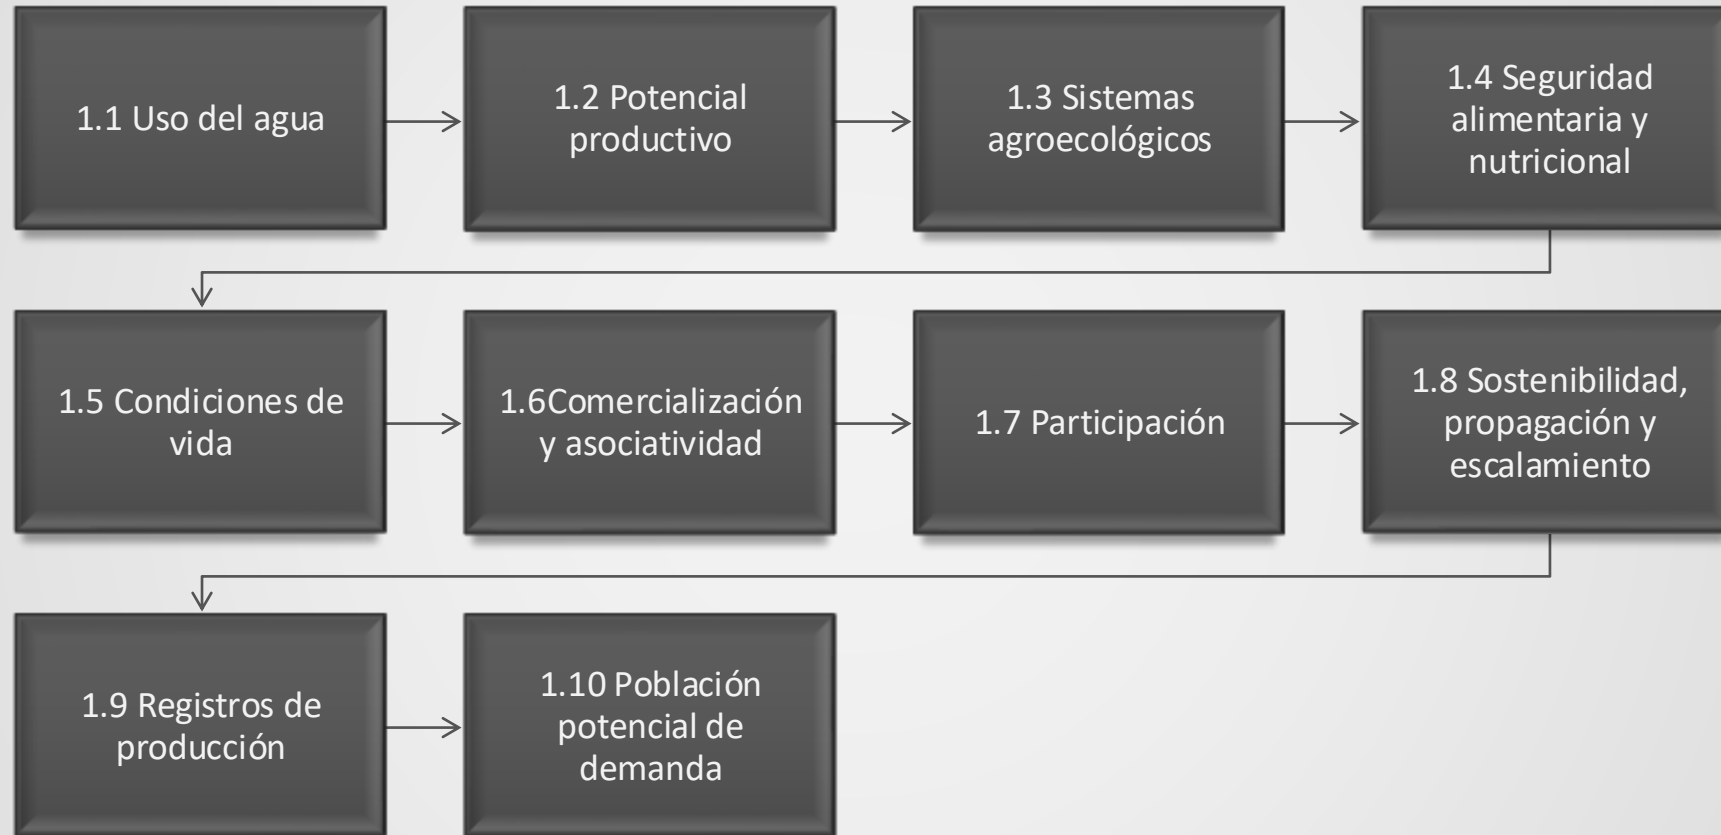 1.1 Uso del agua
1.2 Potencial
productivo
1.3 Sistemas
agroecológicos
1.4 Seguridad
alimentaria y
nutricional
1.5 Condiciones de
vida
1.6Comercialización
y asociatividad
1.7 Participación
1.8 Sostenibilidad,
propagación y
escalamiento
1.9 Registros de
producción
1.10 Población
potencial de
demanda